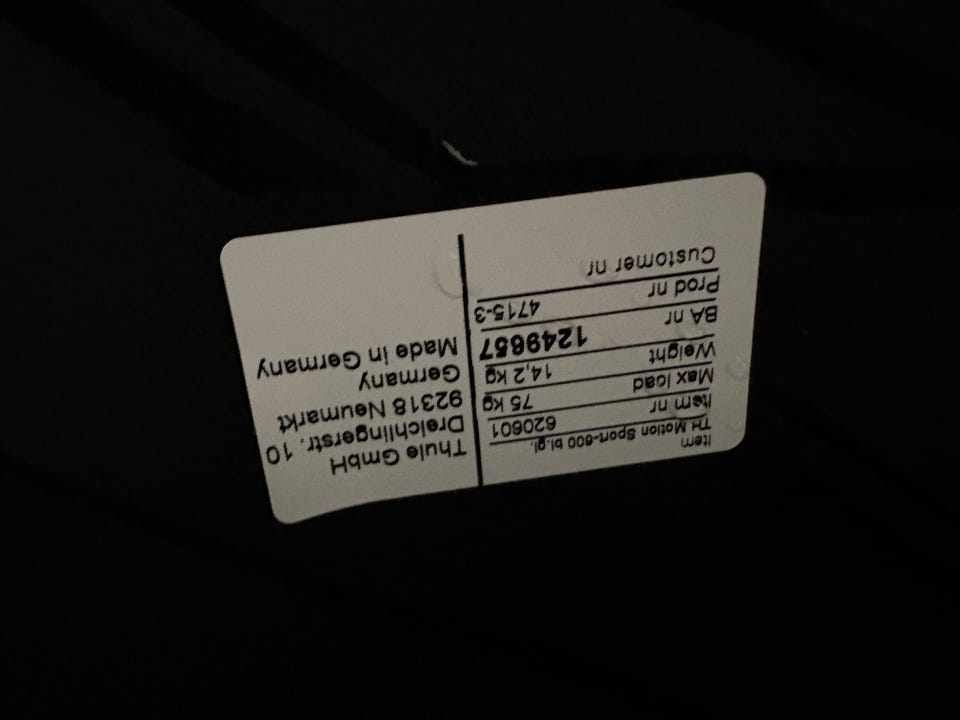 Item
TH Motion Sport-600 bl.gl.
Item nr 620601
Max load 75 kg
Weight 14,2 kg
BA nr 1249657
Prod nr 4715-3
Customer nr
Thule GmbH
Dreichlingerstr. 10
92318 Neumarkt
Germany
Made in Germany